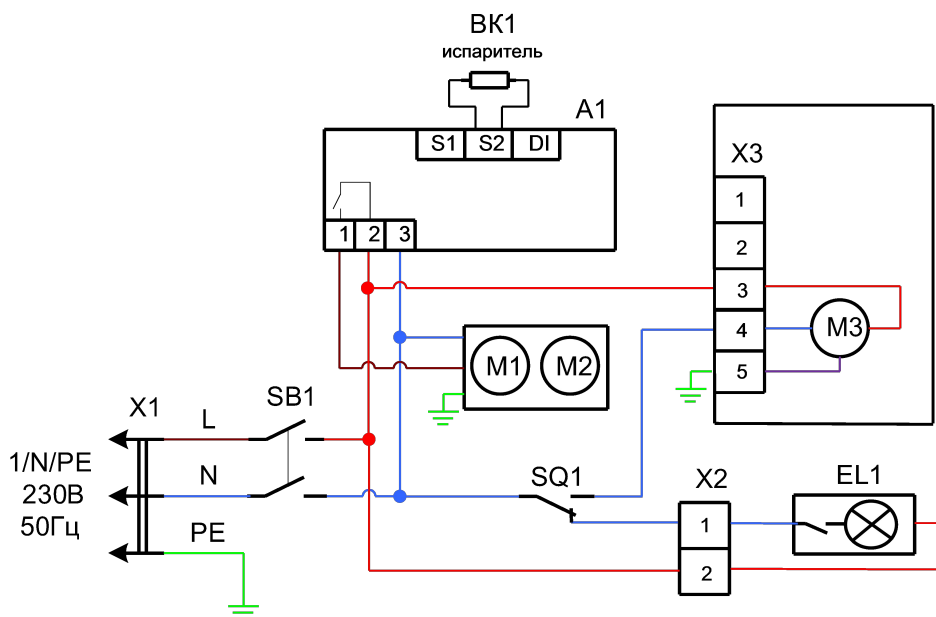 ВК1
испаритель
A1
S1 S2 DI
X3
1
2
1 2 3
3
4
M3
M1 M2
5
X1
L
SB1
1/N/PE
230В
50Гц
N
SQ1
X2
EL1
PE
1
2